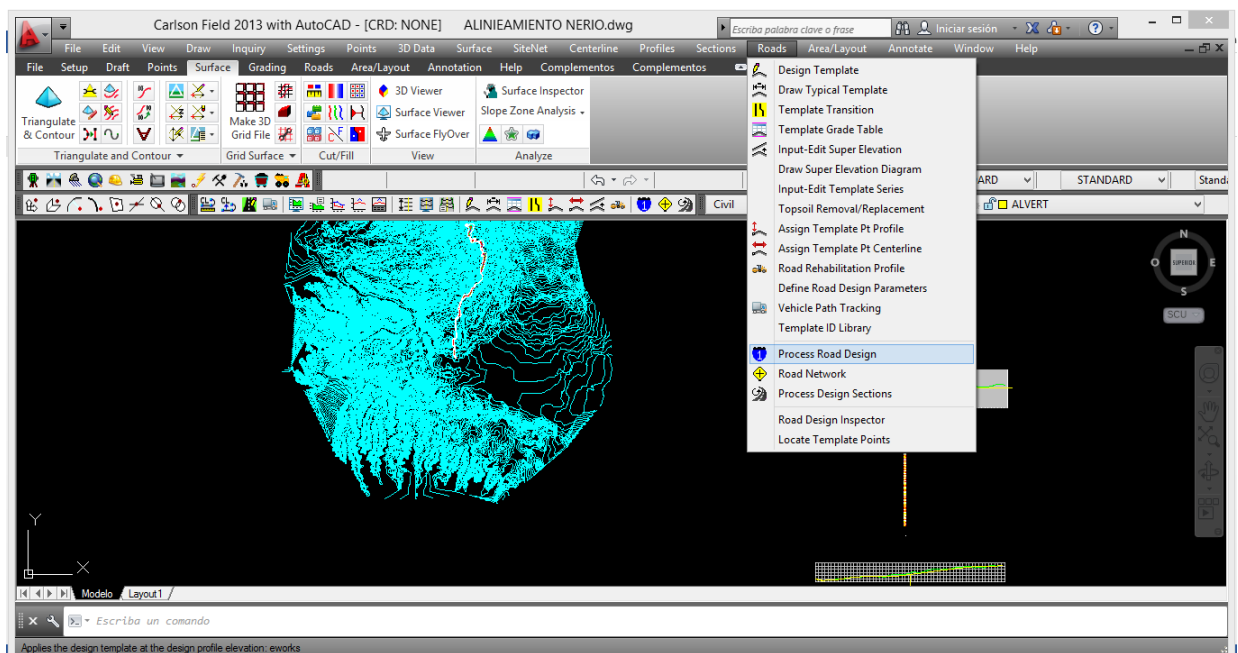 Carlson Field 2013 with AutoCAD - [CRD: NONE] ALINIEAMIENTO NERIO.dwg
Escriba palabra clave o frase
Iniciar sesión
File Edit View Draw Inquiry Settings Points 3D Data Surface SiteNet Centerline Profiles Sections Roads Area/Layout Annotate Window Help
File Setup Draft Points Surface Grading Roads Area/Layout Annotation Help Complementos Complementos
Triangulate
& Contour
Make 3D
Grid File
3D Viewer
Surface Viewer
Surface FlyOver
Surface Inspector
Slope Zone Analysis
Triangulate and Contour
Grid Surface
Cut/Fill
View
Analyze
Civil
ARD
STANDARD
Standa
ALVERT
Design Template
Draw Typical Template
Template Transition
Template Grade Table
Input-Edit Super Elevation
Draw Super Elevation Diagram
Input-Edit Template Series
Topsoil Removal/Replacement
Assign Template Pt Profile
Assign Template Pt Centerline
Road Rehabilitation Profile
Define Road Design Parameters
Vehicle Path Tracking
Template ID Library
Process Road Design
Road Network
Process Design Sections
Road Design Inspector
Locate Template Points
N
O
SUPERIOR
E
S
SCU
Y
X
Modelo Layout1
Escriba un comando
Applies the design template at the design profile elevation: eworks